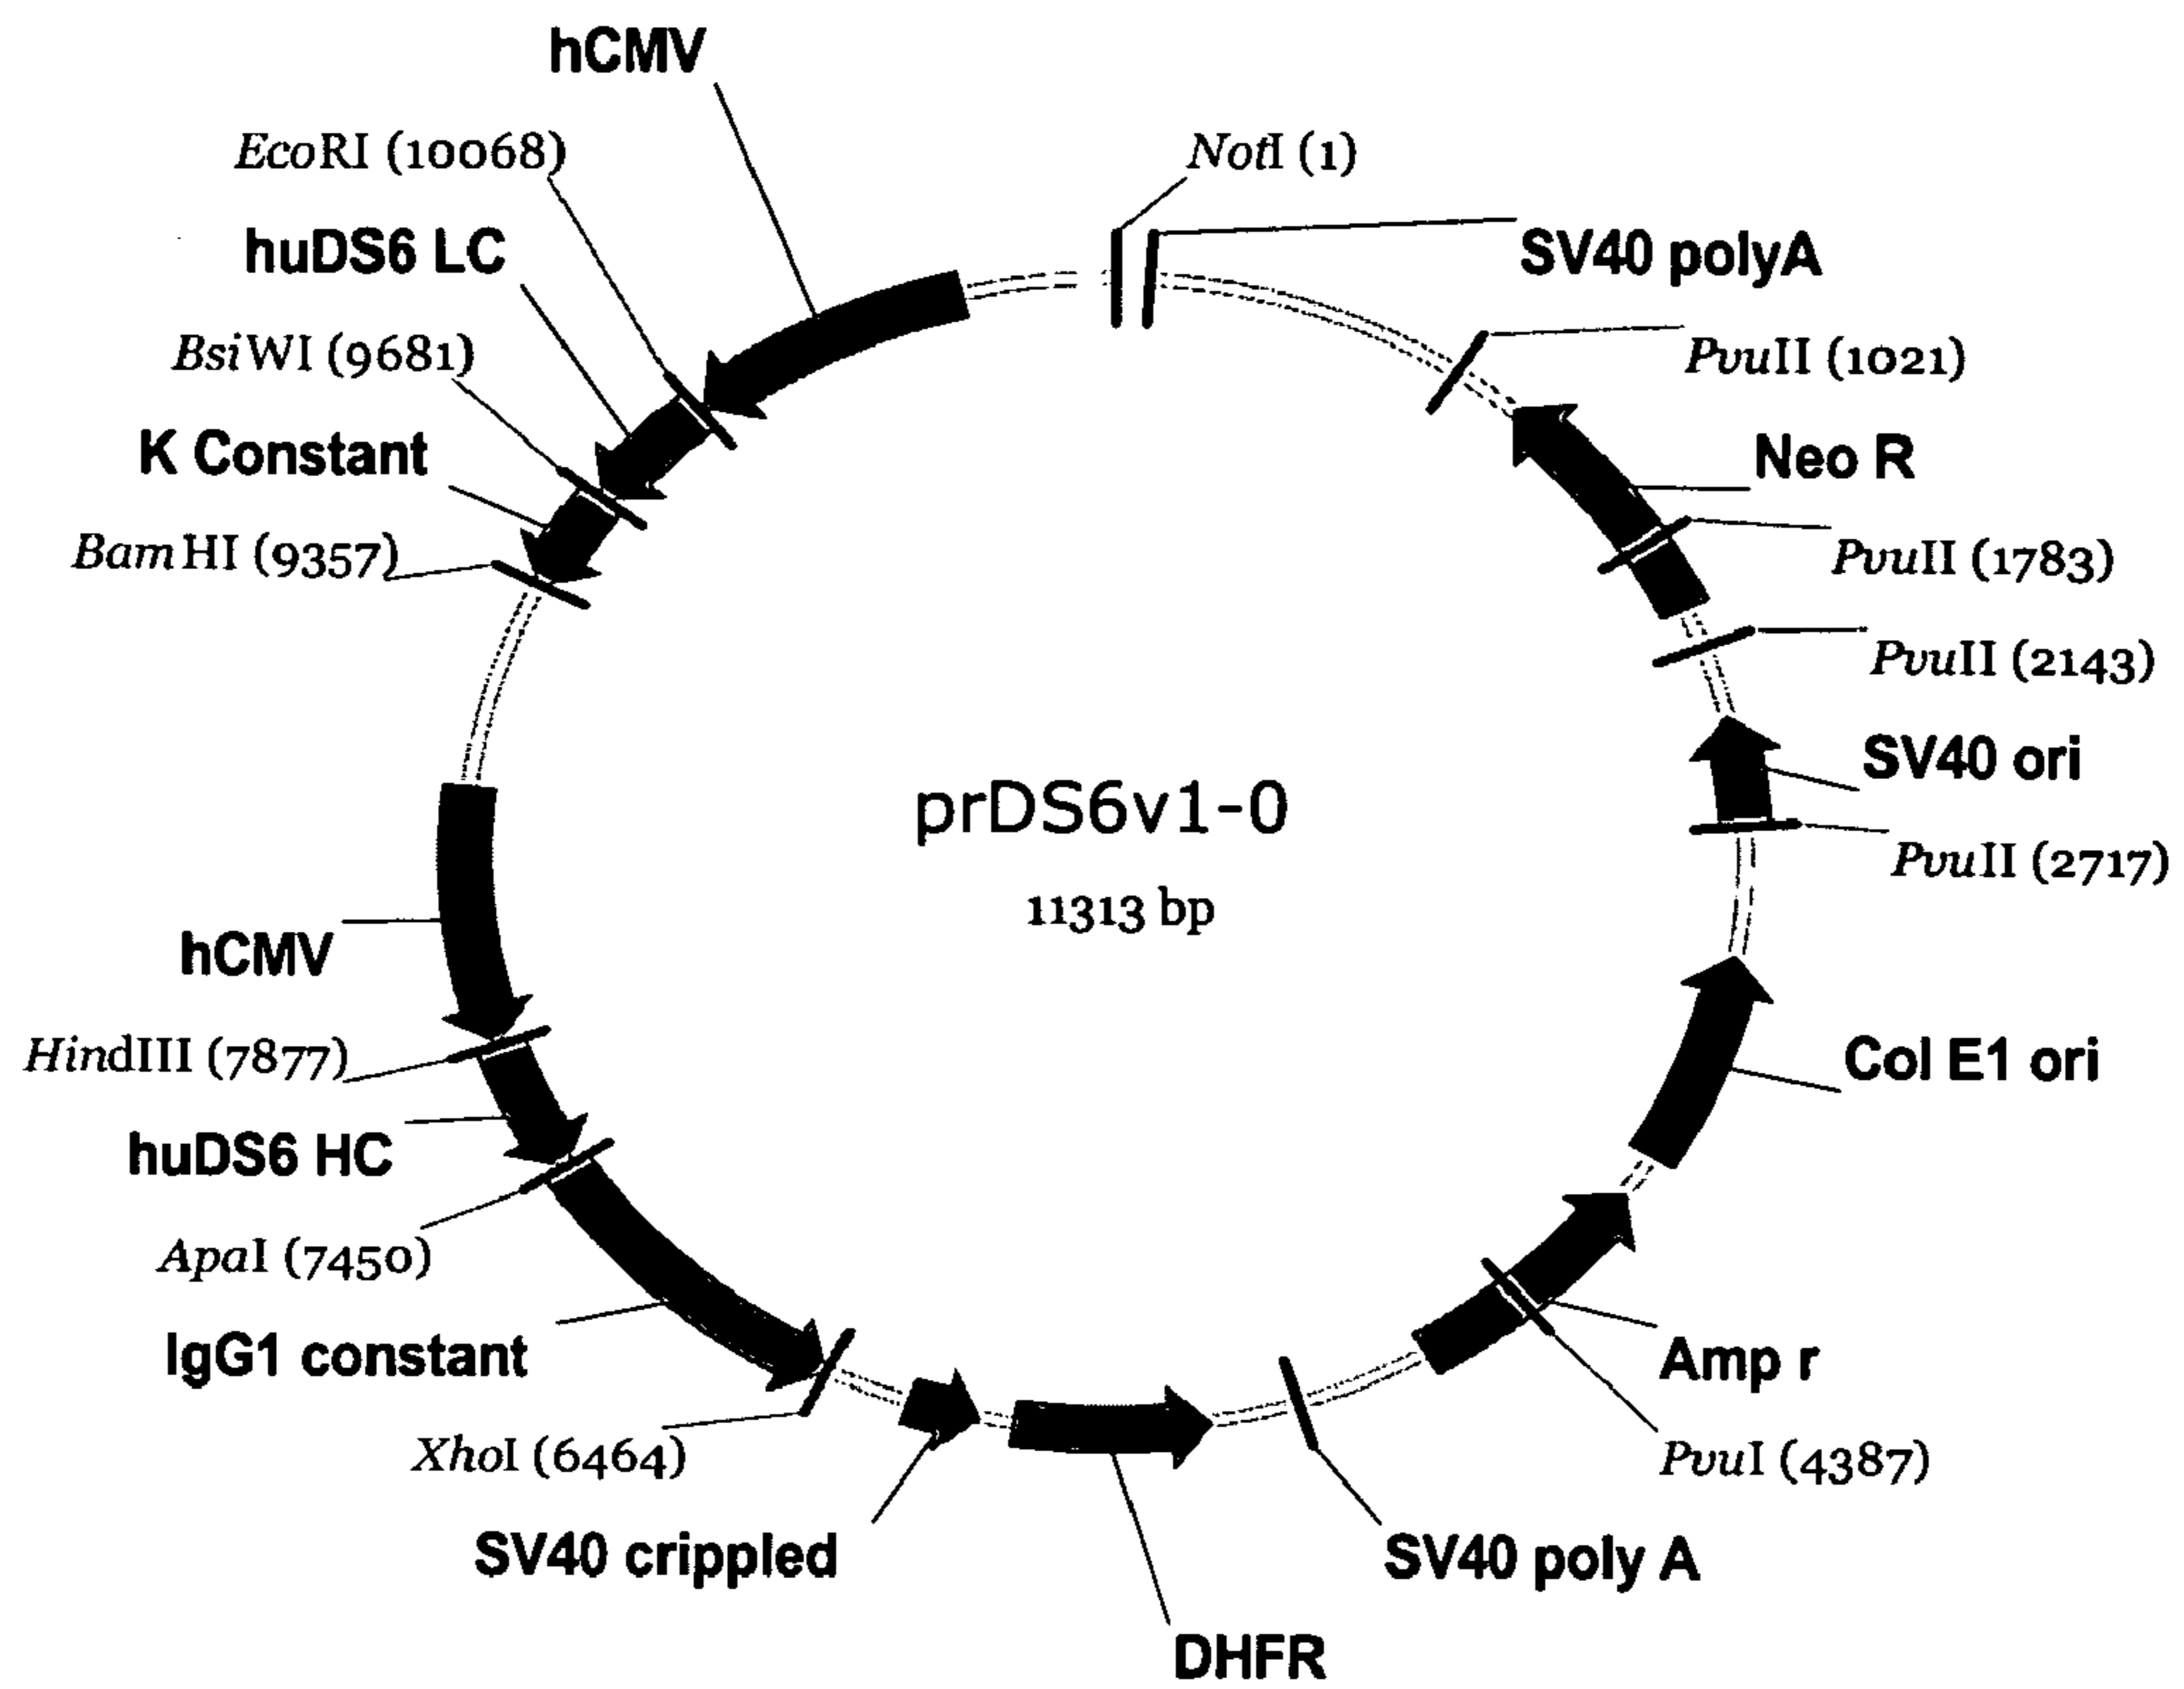 hCMV
EcoRI (10068)
NotI (1)
huDS6 LC
SV40 polyA
BsiWI (9681)
PvuII (1021)
K Constant
Neo R
BamHI (9357)
PvuII (1783)
PvuII (2143)
SV40 ori
prDS6v1-0
PvuII (2717)
11313 bp
hCMV
HindIII (7877)
Col E1 ori
huDS6 HC
ApaI (7450)
IgG1 constant
Amp r
XhoI (6464)
PvuI (4387)
SV40 crippled
SV40 poly A
DHFR